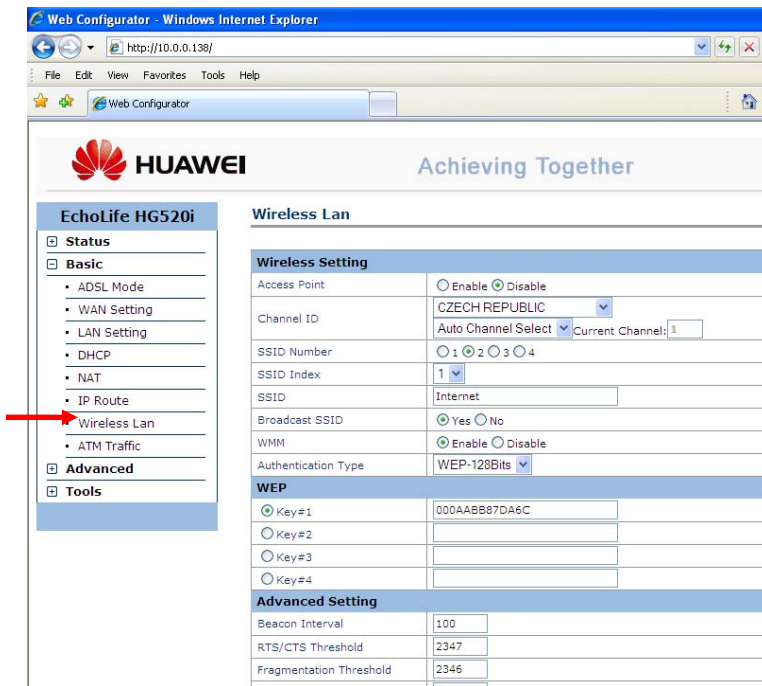 Web Configurator - Windows Internet Explorer
http://10.0.0.138/
File Edit View Favorites Tools Help
Web Configurator
HUAWEI
Achieving Together
EchoLife HG520i
Status
Basic
ADSL Mode
WAN Setting
LAN Setting
DHCP
NAT
IP Route
Wireless Lan
ATM Traffic
Advanced
Tools
Wireless Lan
Wireless Setting
Access Point Enable Disable
Channel ID CZECH REPUBLIC
Auto Channel Select Current Channel: 1
SSID Number 1 2 3 4
SSID Index 1
SSID Internet
Broadcast SSID Yes No
WMM Enable Disable
Authentication Type WEP-128Bits
WEP
Key#1 000AABB87DA6C
Key#2
Key#3
Key#4
Advanced Setting
Beacon Interval 100
RTS/CTS Threshold 2347
Fragmentation Threshold 2346